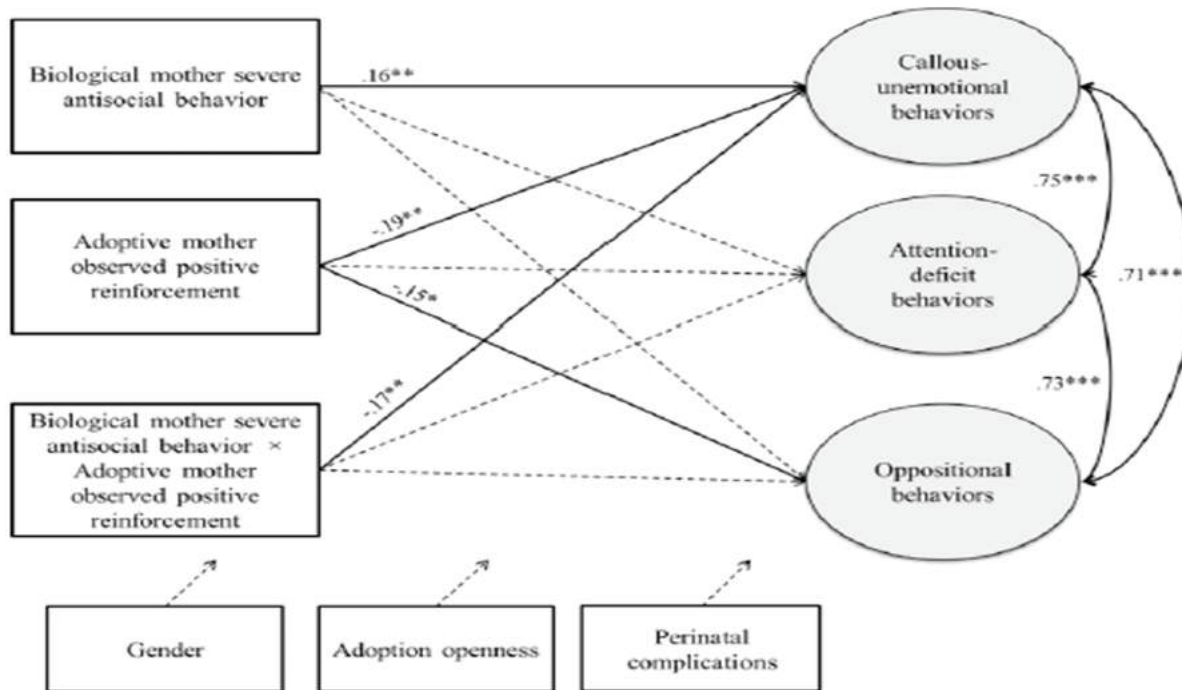 Biological mother severe
antisocial behavior
.16**
Callous-
unemotional
behaviors
.75***
Adoptive mother
observed positive
reinforcement
-.19**
-.15*
Attention-
deficit
behaviors
.71***
.73***
Biological mother severe
antisocial behavior ×
Adoptive mother
observed positive
reinforcement
-.17**
Oppositional
behaviors
Gender
Adoption openness
Perinatal
complications